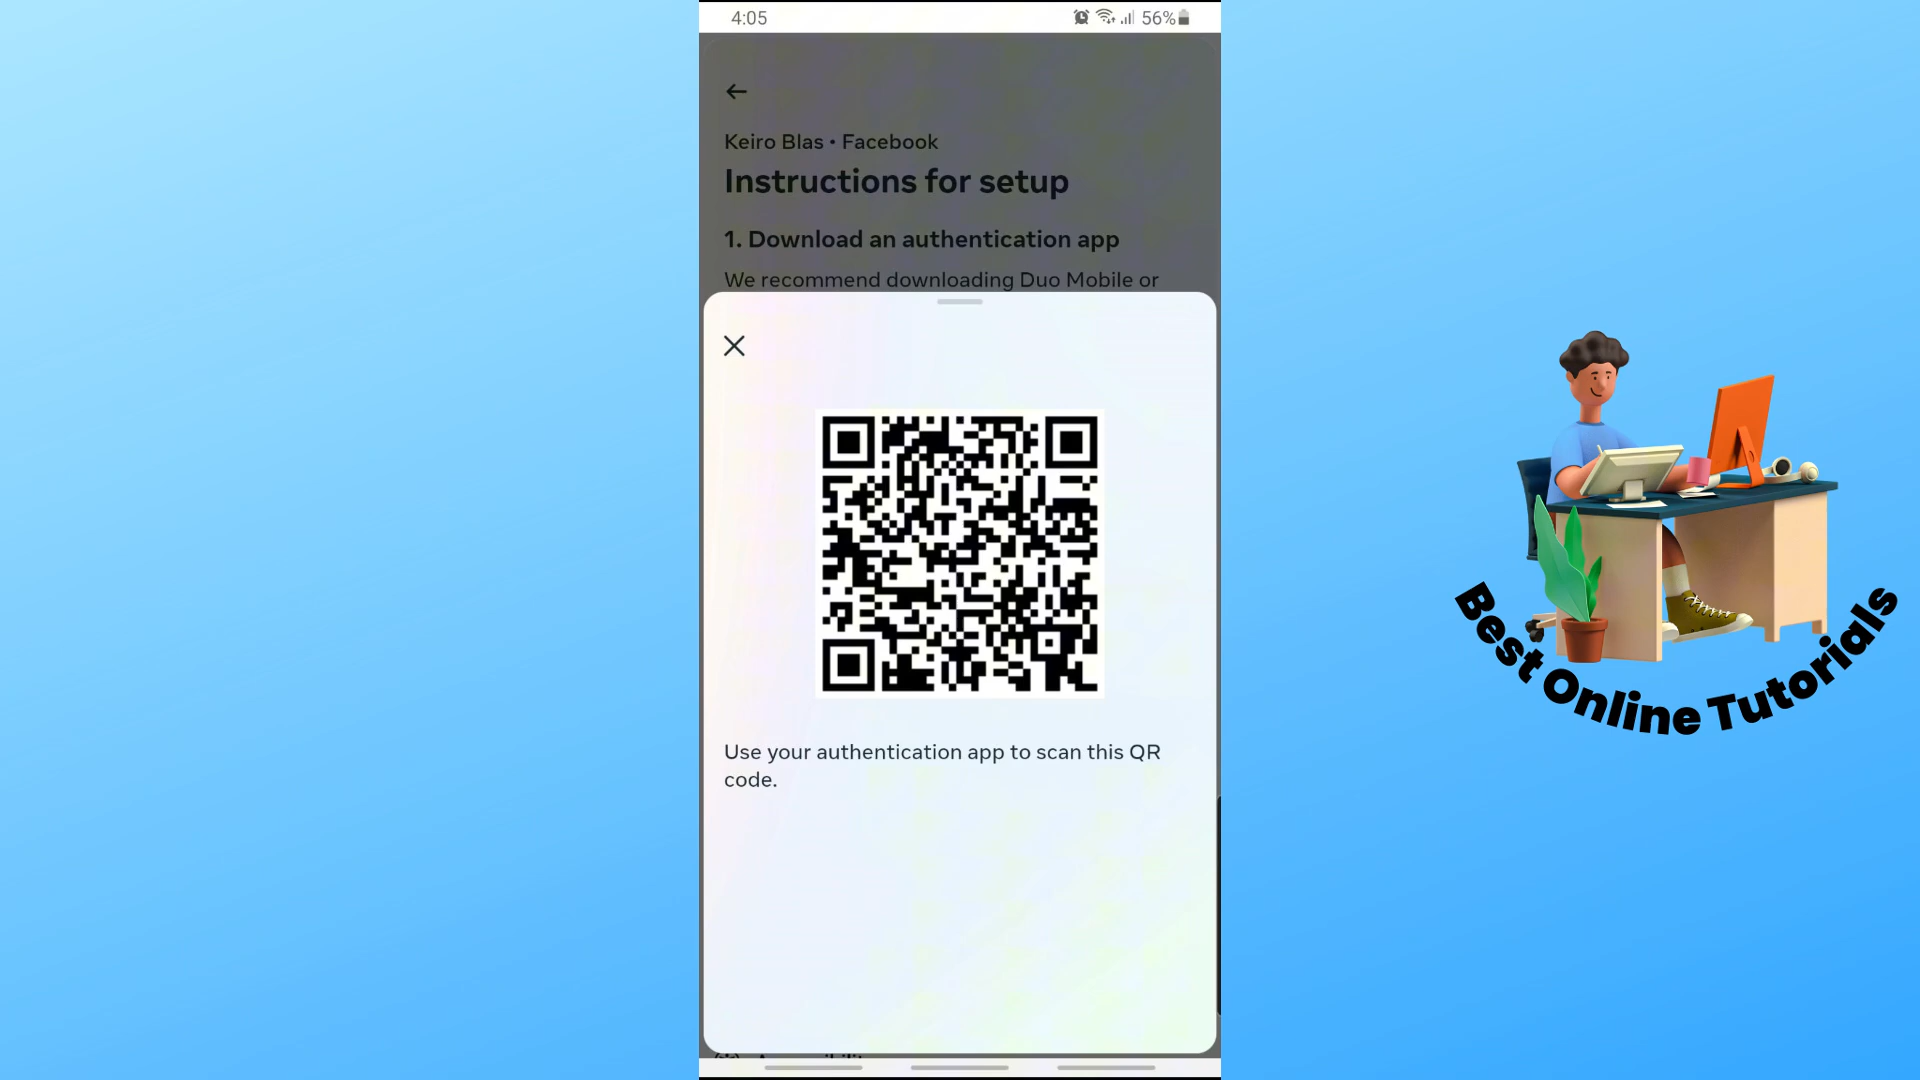 4:05
56%
Keiro Blas • Facebook
Instructions for setup
1. Download an authentication app
We recommend downloading Duo Mobile or
Use your authentication app to scan this QR
code.
Best Online Tutorials